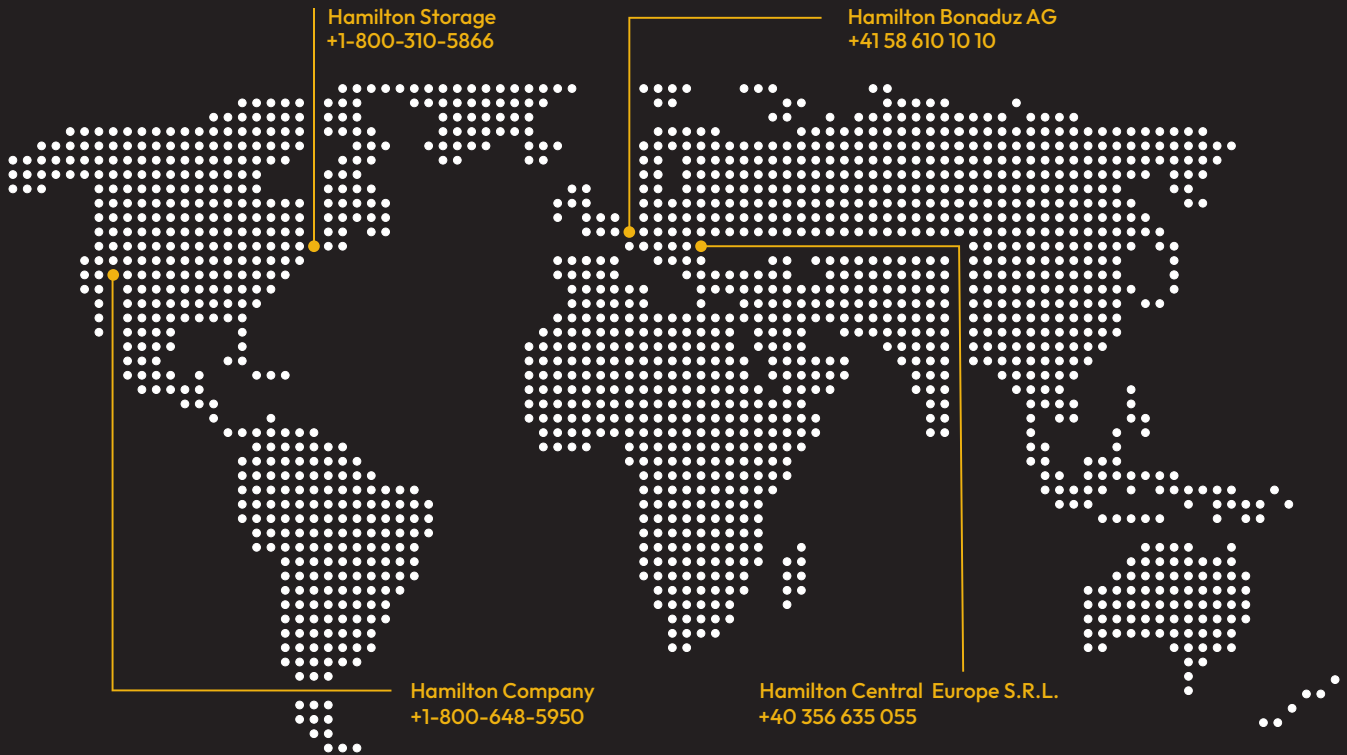 Hamilton Storage
+1-800-310-5866
Hamilton Bonaduz AG
+41 58 610 10 10
Hamilton Company
+1-800-648-5950
Hamilton Central Europe S.R.L.
+40 356 635 055